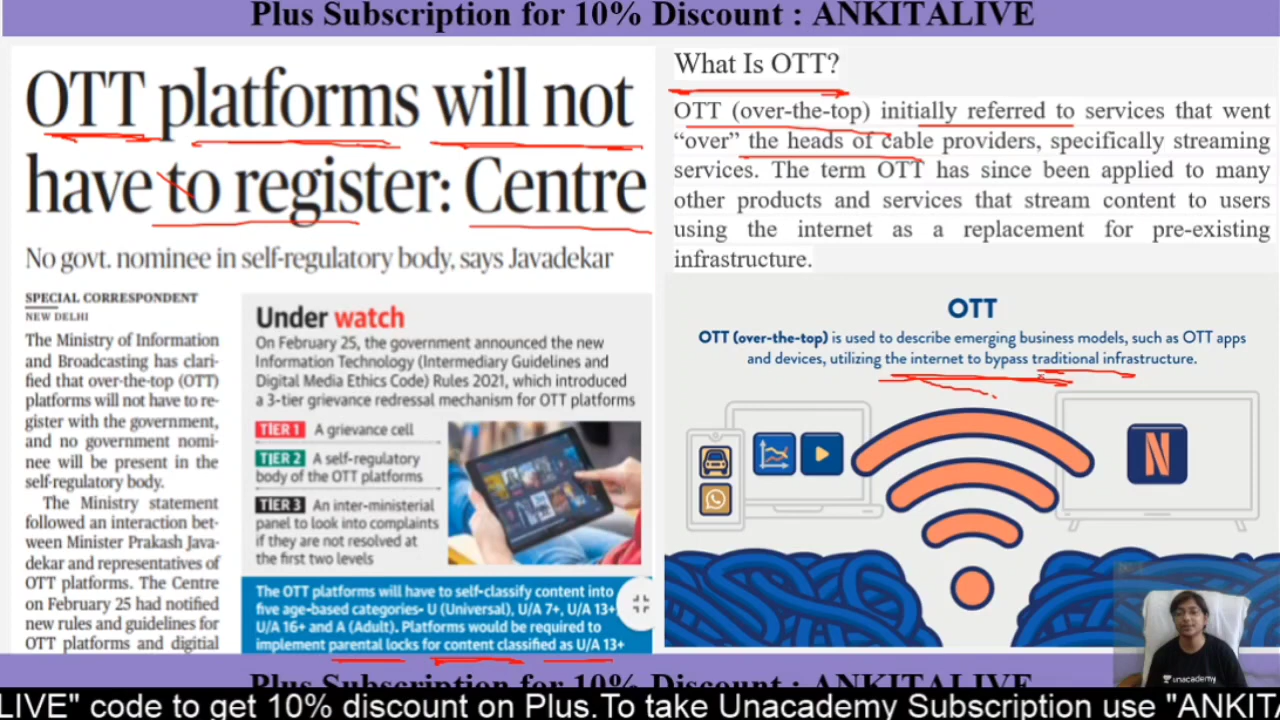 Plus Subscription for 10% Discount : ANKITALIVE
OTT platforms will not
have to register: Centre
No govt. nominee in self-regulatory body, says Javadekar
SPECIAL CORRESPONDENT
NEW DELHI
The Ministry of Information
and Broadcasting has clari-
fied that over-the-top (OTT)
platforms will not have to re-
gister with the government,
and no government nomi-
nee will be present in the
self-regulatory body.
The Ministry statement
followed an interaction bet-
ween Minister Prakash Java-
dekar and representatives of
OTT platforms. The Centre
on February 25 had notified
new rules and guidelines for
OTT platforms and digitial
Under watch
On February 25, the government announced the new
Information Technology (Intermediary Guidelines and
Digital Media Ethics Code) Rules 2021, which introduced
a 3-tier grievance redressal mechanism for OTT platforms
TIER 1 A grievance cell
TIER 2 A self-regulatory
body of the OTT platforms
TIER 3 An inter-ministerial
panel to look into complaints
if they are not resolved at
the first two levels
The OTT platforms will have to self-classify content into
five age-based categories- U (Universal), U/A 7+, U/A 13+
U/A 16+ and A (Adult). Platforms would be required to
implement parental locks for content classified as U/A 13+
What Is OTT?
OTT (over-the-top) initially referred to services that went
“over” the heads of cable providers, specifically streaming
services. The term OTT has since been applied to many
other products and services that stream content to users
using the internet as a replacement for pre-existing
infrastructure.
OTT
OTT (over-the-top) is used to describe emerging business models, such as OTT apps
and devices, utilizing the internet to bypass traditional infrastructure.
N
unacademy
Plus Subscription for 10% Discount : ANKITALIVE
LIVE" code to get 10% discount on Plus.To take Unacademy Subscription use "ANKITA